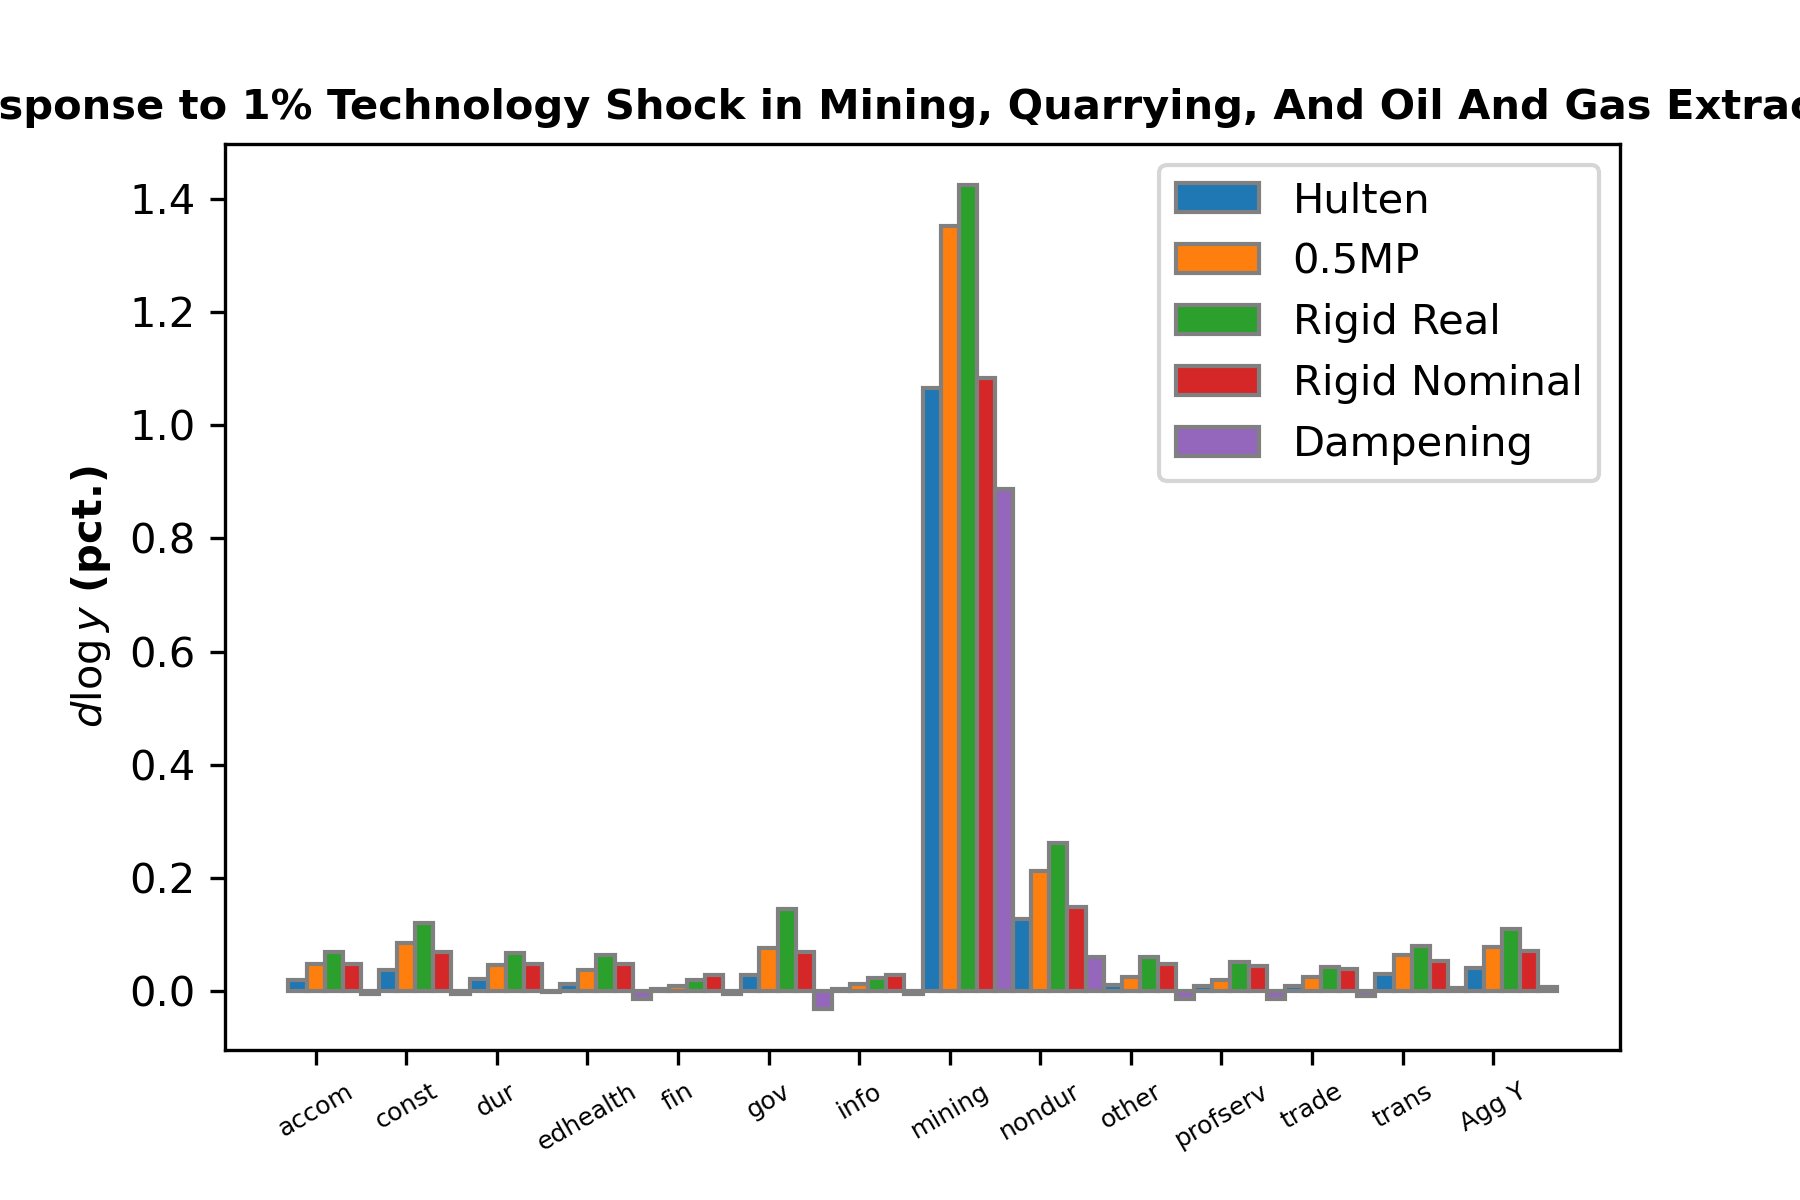 sponse to 1% Technology Shock in Mining, Quarrying, And Oil And Gas Extrac
Hulten
0.5MP
Rigid Real
Rigid Nominal
Dampening
dlog y (pct.)
1.4
1.2
1.0
0.8
0.6
0.4
0.2
0.0
accom
const
dur
edhealth
fin
gov
info
mining
nondur
other
profserv
trade
trans
Agg Y